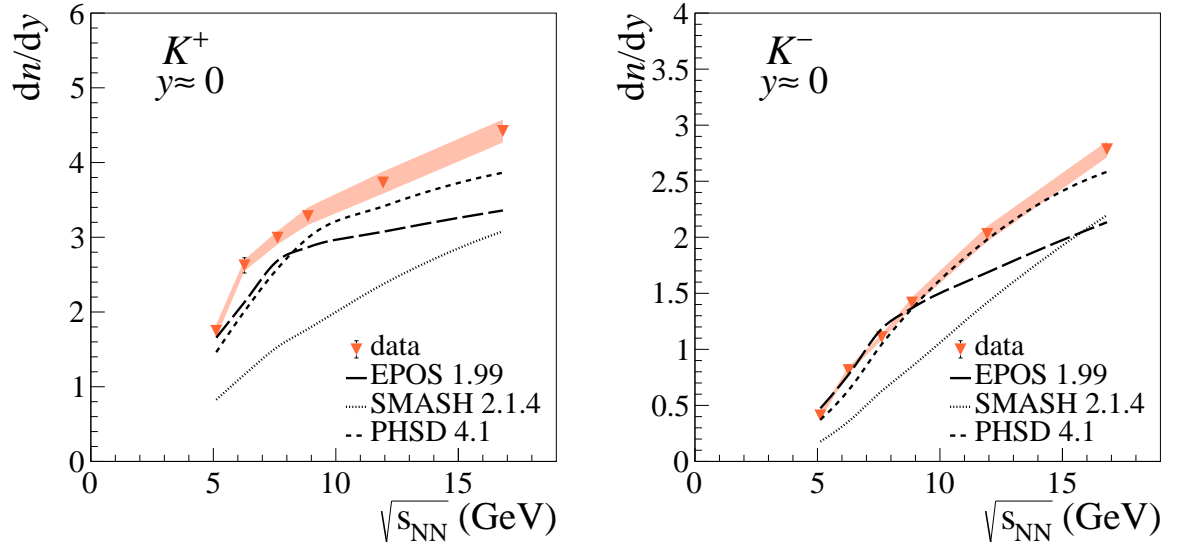 dn/dy
6
5
4
3
2
1
0
K⁺
y≈ 0
data
EPOS 1.99
SMASH 2.1.4
PHSD 4.1
0 5 10 15
√s_NN (GeV)
dn/dy
4
3.5
3
2.5
2
1.5
1
0.5
0
K⁻
y≈ 0
data
EPOS 1.99
SMASH 2.1.4
PHSD 4.1
0 5 10 15
√s_NN (GeV)